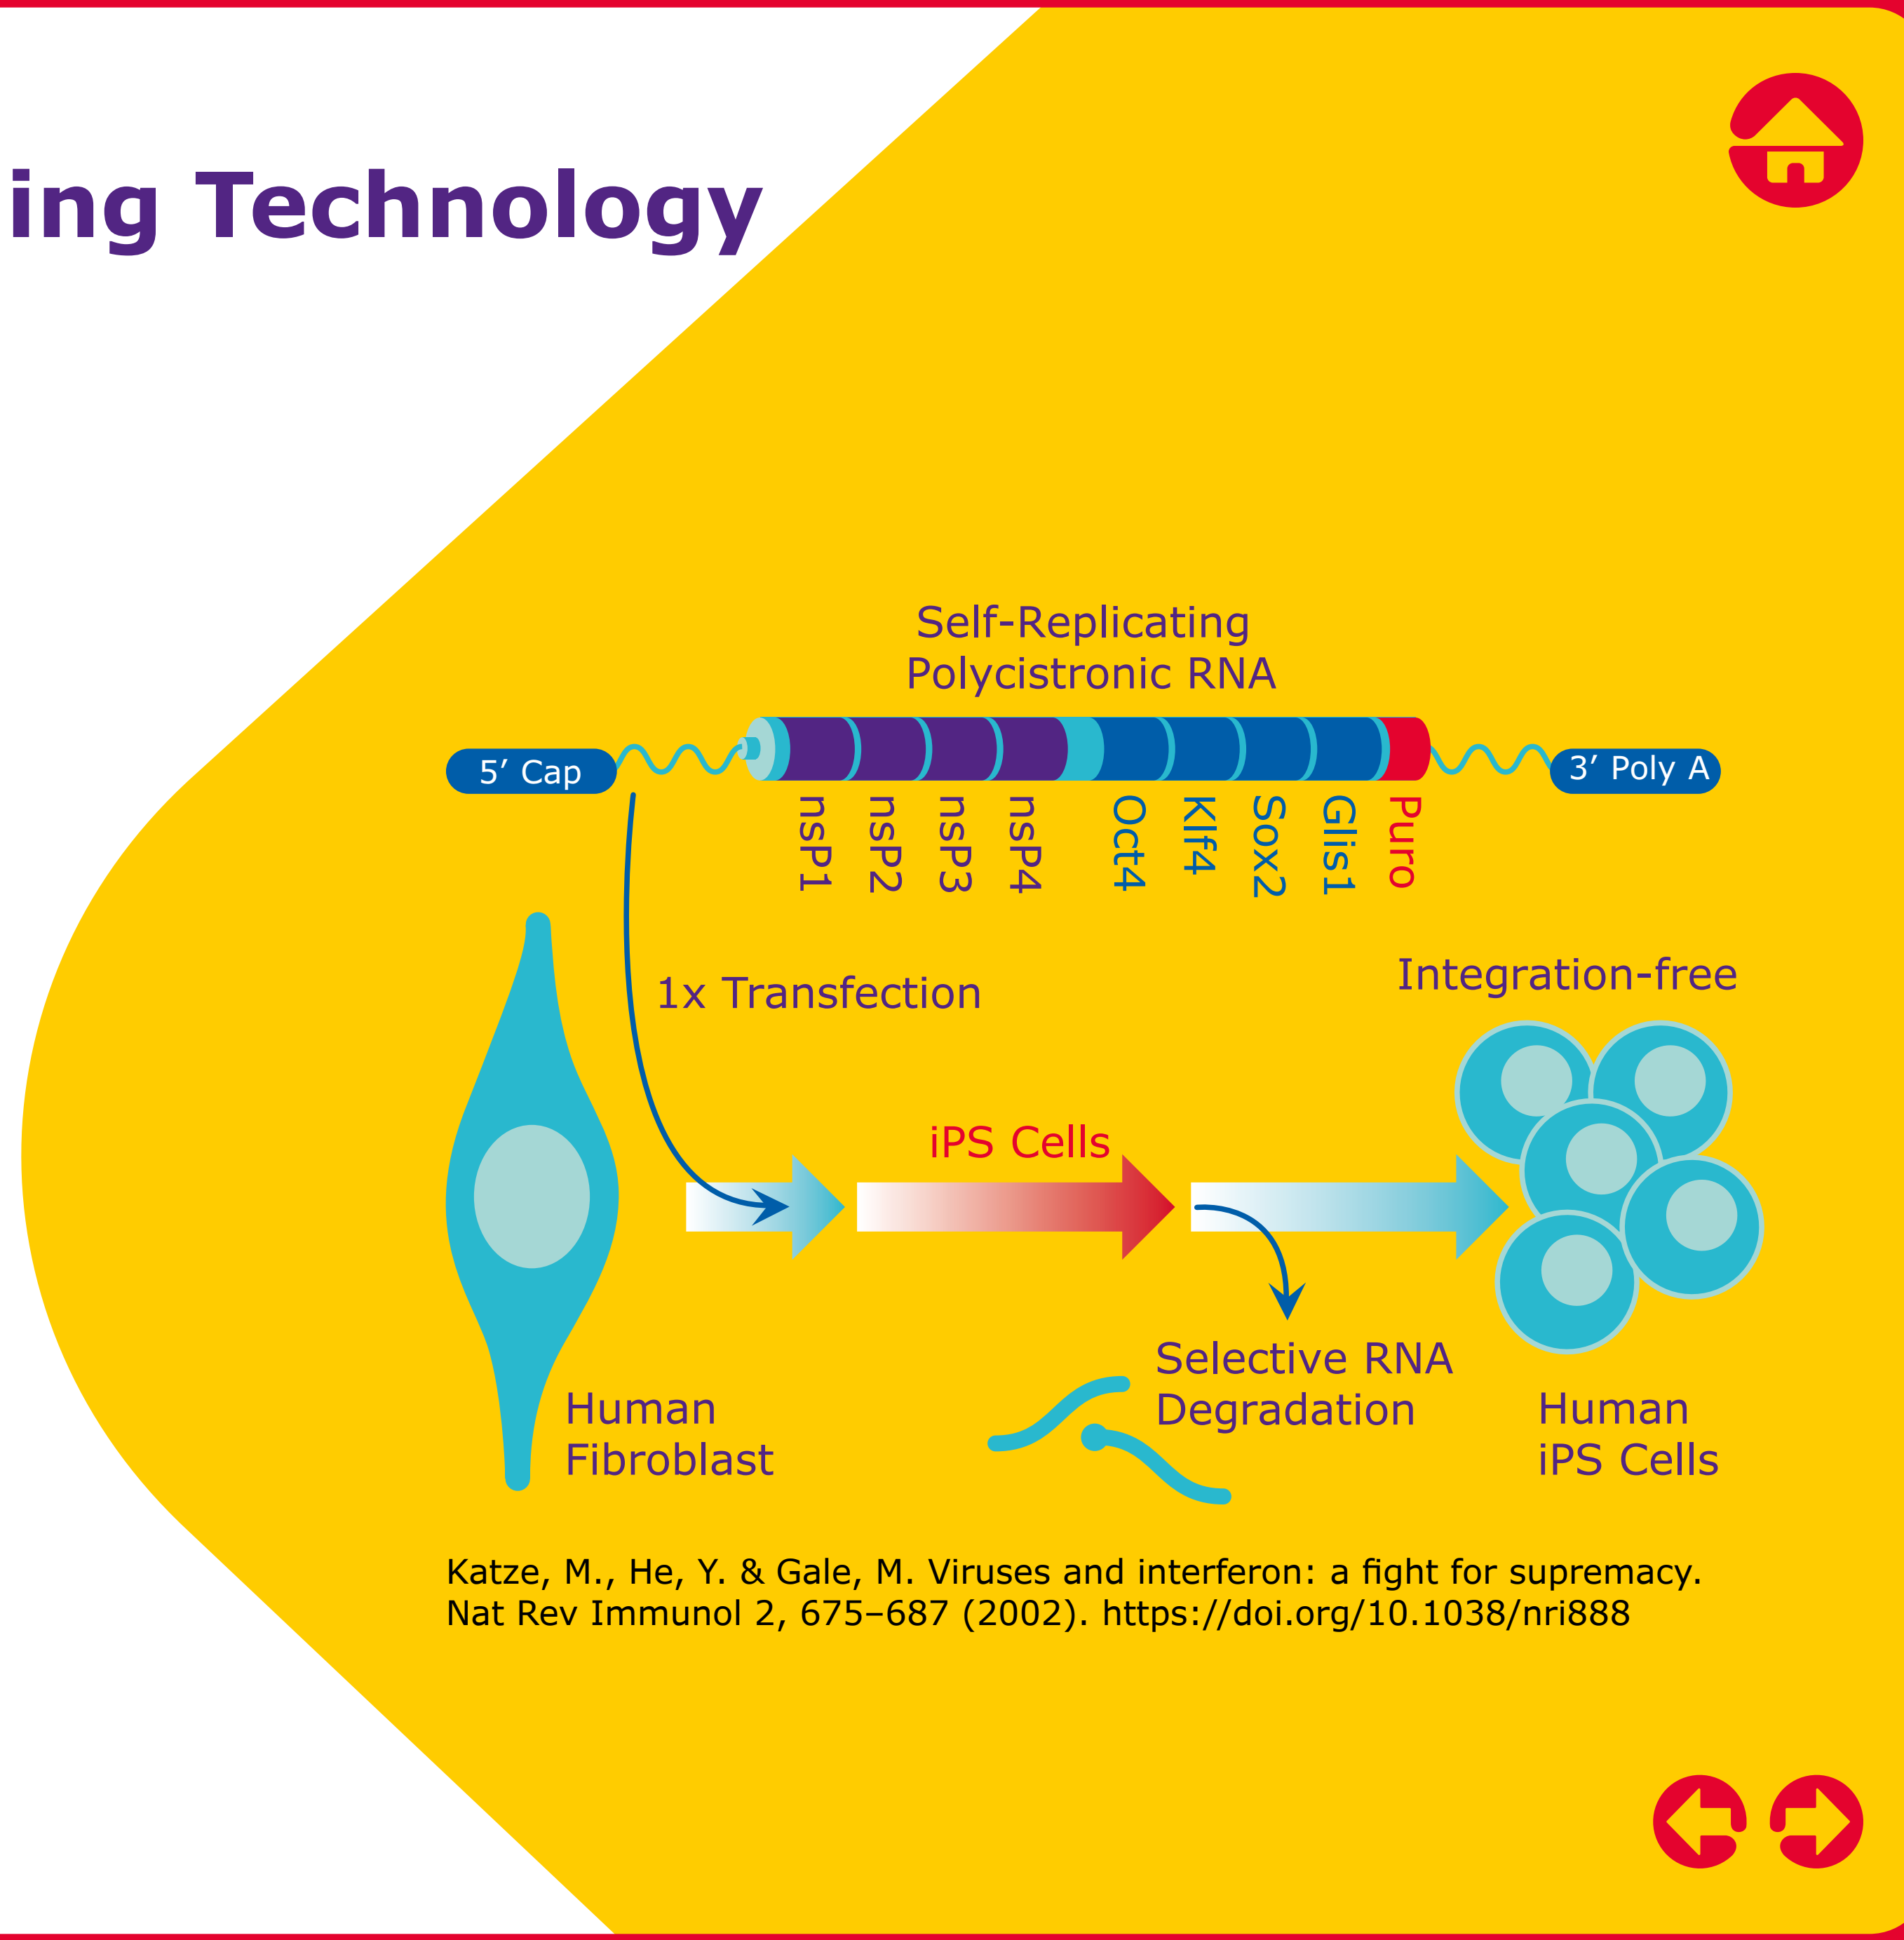 ing Technology
Self-Replicating
Polycistronic RNA
5′ Cap
3′ Poly A
nsP1
nsP2
nsP3
nsP4
Oct4
Klf4
Sox2
Glis1
Puro
1x Transfection
Integration-free
iPS Cells
Selective RNA
Degradation
Human
Fibroblast
Human
iPS Cells
Katze, M., He, Y. & Gale, M. Viruses and interferon: a fight for supremacy.
Nat Rev Immunol 2, 675–687 (2002). https://doi.org/10.1038/nri888